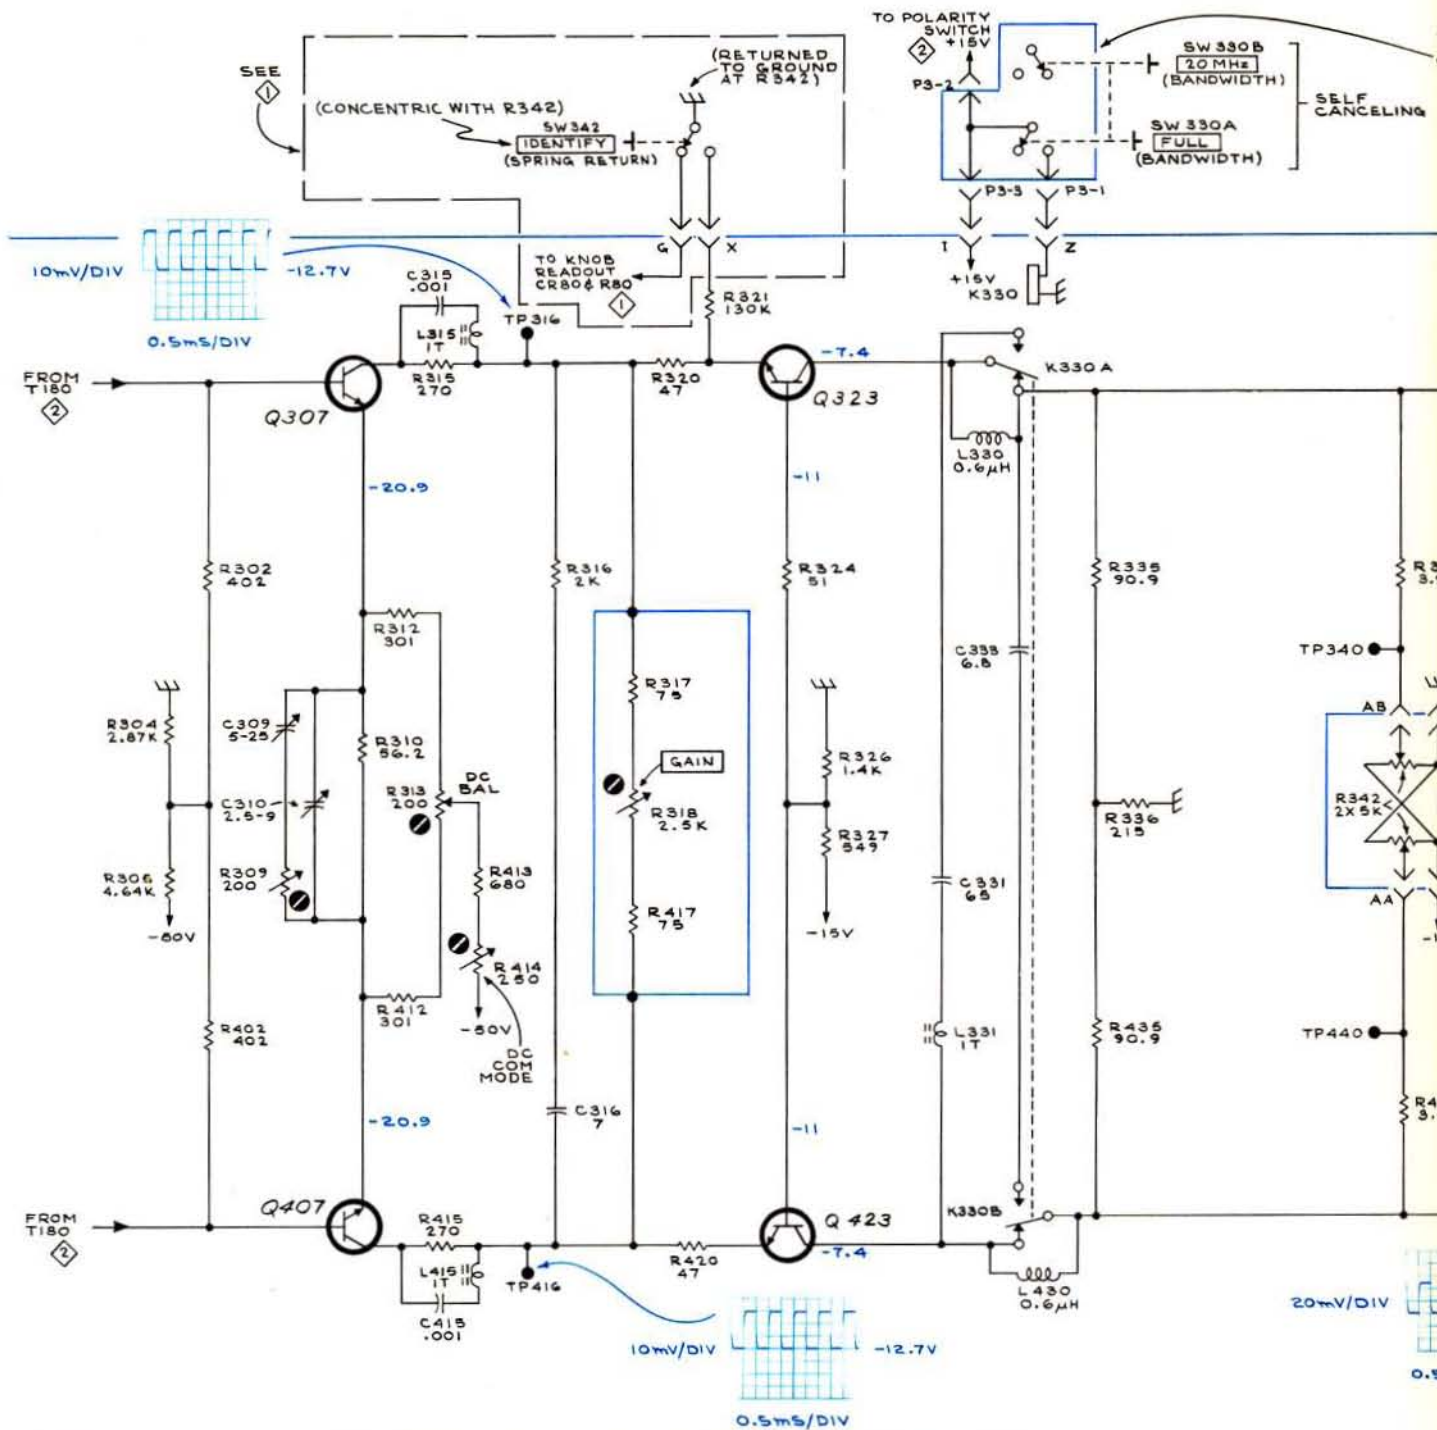 TO POLARITY
SWITCH
2
+15V
P3-2
SW 330B
20 MHz
(BANDWIDTH)
SELF
CANCELING
SW 330A
FULL
(BANDWIDTH)
P3-3
P3-1
SEE
1
(CONCENTRIC WITH R342)
SW342
IDENTIFY
(SPRING RETURN)
(RETURNED
TO GROUND
AT R342)
G
X
I
Z
+15V
K330
TO KNOB
READOUT
CR80 & R80
1
10mV/DIV
-12.7V
0.5mS/DIV
C315
.001
L315
1T
R315
270
TP316
R321
130K
R320
47
-7.4
Q323
K330A
FROM
T180
2
Q307
-20.9
-11
L330
0.6μH
R302
402
R312
301
R316
2K
R324
51
R335
90.9
R304
2.87K
C309
5-25
R310
56.2
C310
2.5-9
R313
200
DC
BAL
R317
75
GAIN
R318
2.5K
R326
1.4K
C333
6.8
TP340
AB
R336
215
R342
2X5K
4.64K
-50V
R309
200
R413
680
R414
250
-50V
DC
COM
MODE
R417
75
R327
549
-15V
C331
65
AA
R402
402
R412
301
L331
1T
R435
90.9
TP440
C316
7
-20.9
-11
FROM
T180
2
Q407
R415
270
L415
1T
C415
.001
TP416
R420
47
Q423
-7.4
K330B
L430
0.6μH
10mV/DIV
-12.7V
0.5mS/DIV
20mV/DIV